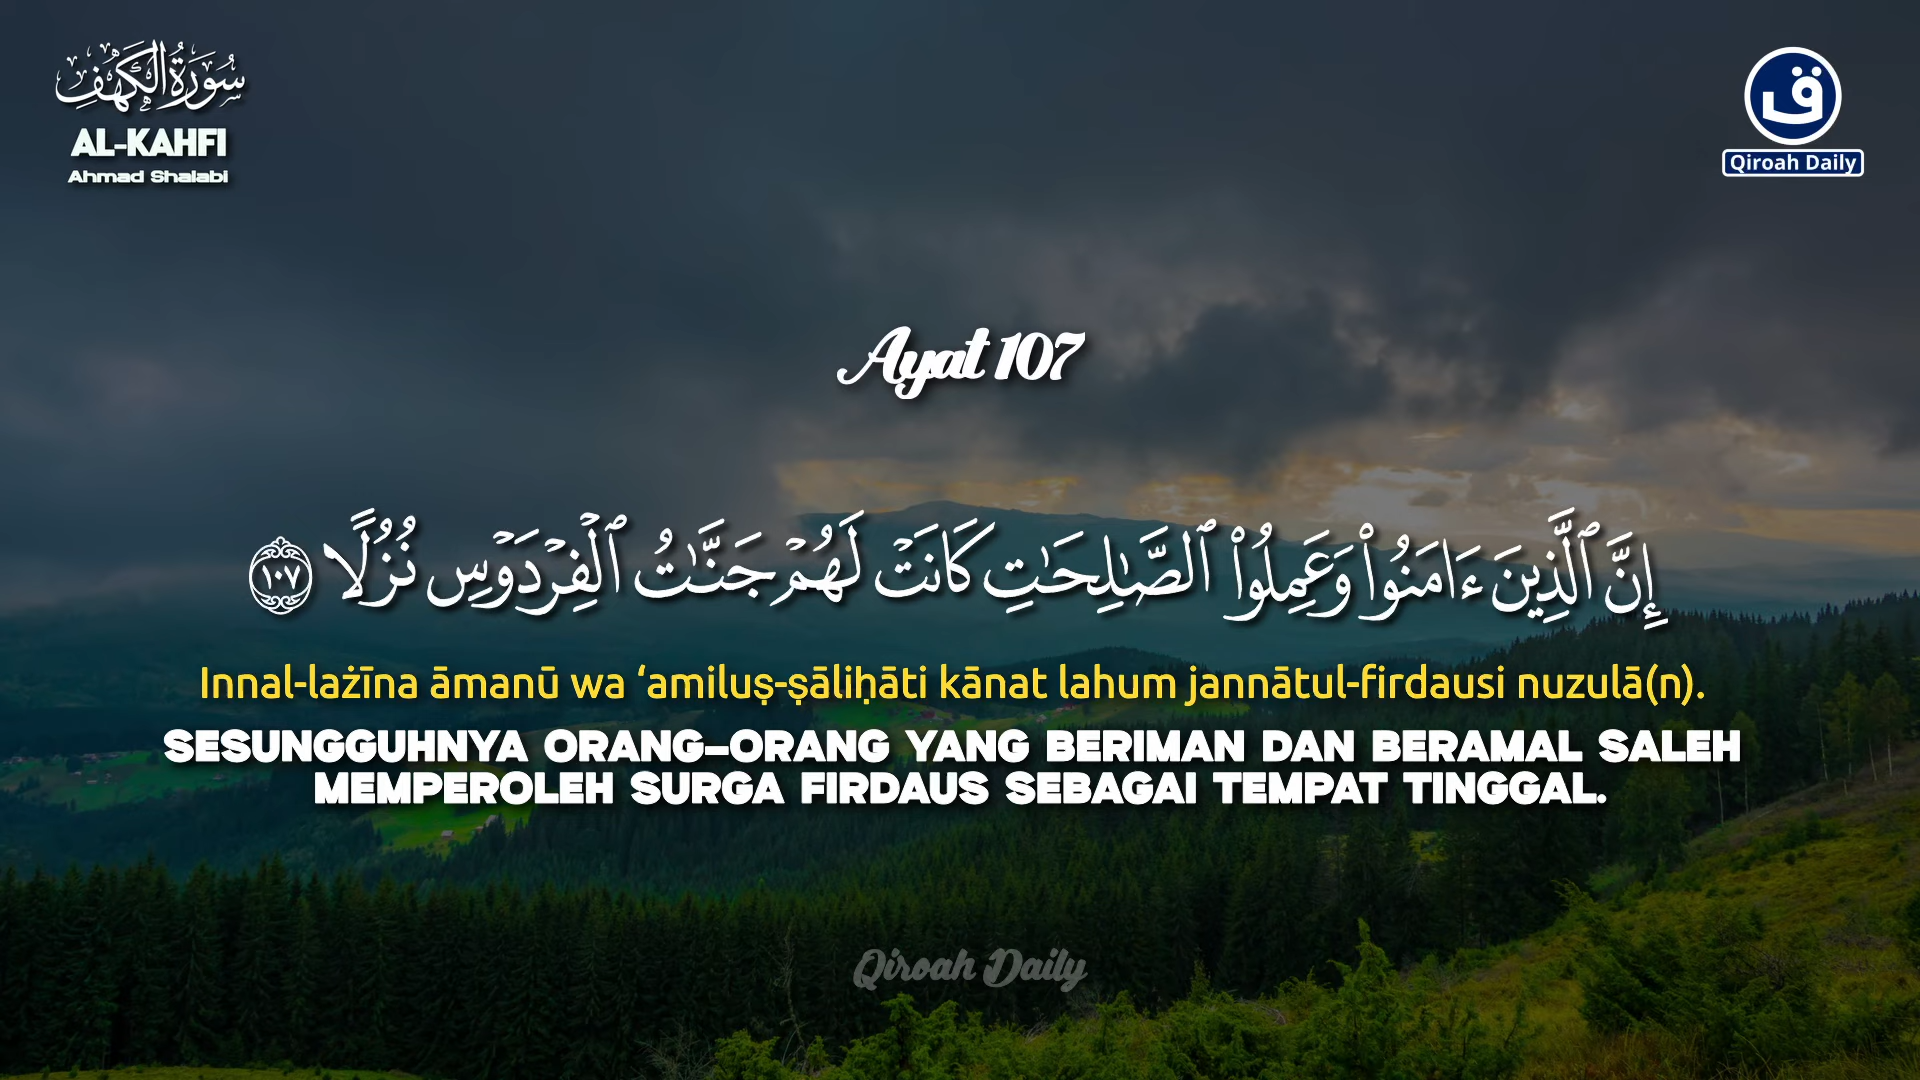 سُورَةُ الْكَهْفِ
AL-KAHFI
Ahmad Shalabi
ق
Qiroah Daily
Ayat 107
إِنَّ ٱلَّذِينَ ءَامَنُوا۟ وَعَمِلُوا۟ ٱلصَّـٰلِحَـٰتِ كَانَتْ لَهُمْ جَنَّـٰتُ ٱلْفِرْدَوْسِ نُزُلًا ١٠٧
Innal-lażīna āmanū wa ‘amiluṣ-ṣāliḥāti kānat lahum jannātul-firdausi nuzulā(n).
SESUNGGUHNYA ORANG-ORANG YANG BERIMAN DAN BERAMAL SALEH
MEMPEROLEH SURGA FIRDAUS SEBAGAI TEMPAT TINGGAL.
Qiroah Daily